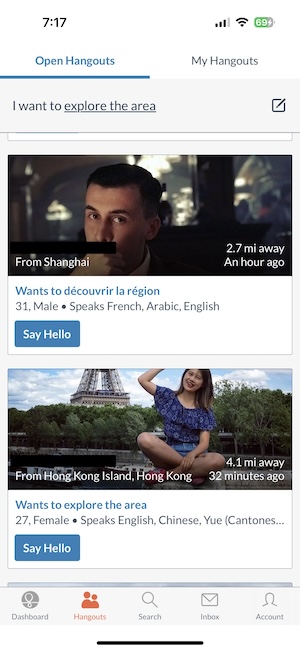 7:17
69
Open Hangouts
My Hangouts
I want to explore the area
2.7 mi away
From Shanghai
An hour ago
Wants to découvrir la région
31, Male • Speaks French, Arabic, English
Say Hello
4.1 mi away
From Hong Kong Island, Hong Kong
32 minutes ago
Wants to explore the area
27, Female • Speaks English, Chinese, Yue (Cantones...
Say Hello
Dashboard
Hangouts
Search
Inbox
Account